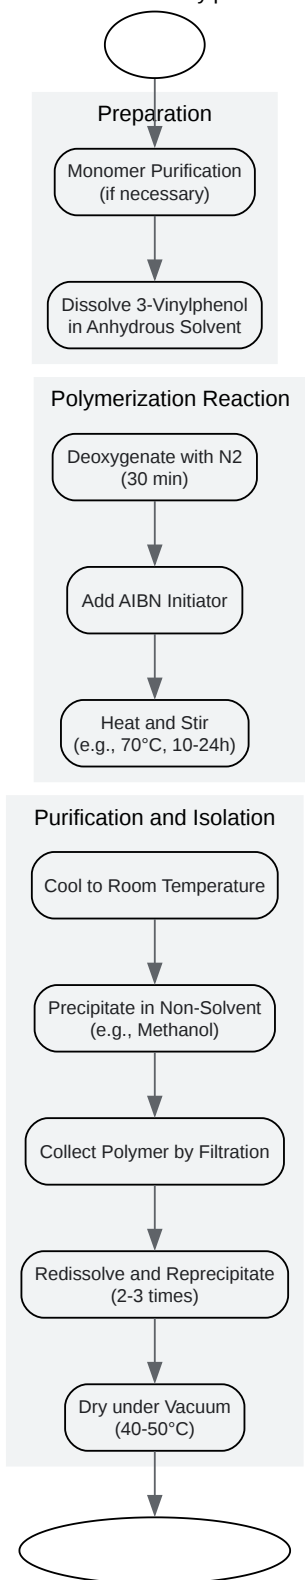 Preparation
Monomer Purification
(if necessary)
Dissolve 3-Vinylphenol
in Anhydrous Solvent
Polymerization Reaction
Deoxygenate with N2
(30 min)
Add AIBN Initiator
Heat and Stir
(e.g., 70°C, 10-24h)
Purification and Isolation
Cool to Room Temperature
Precipitate in Non-Solvent
(e.g., Methanol)
Collect Polymer by Filtration
Redissolve and Reprecipitate
(2-3 times)
Dry under Vacuum
(40-50°C)